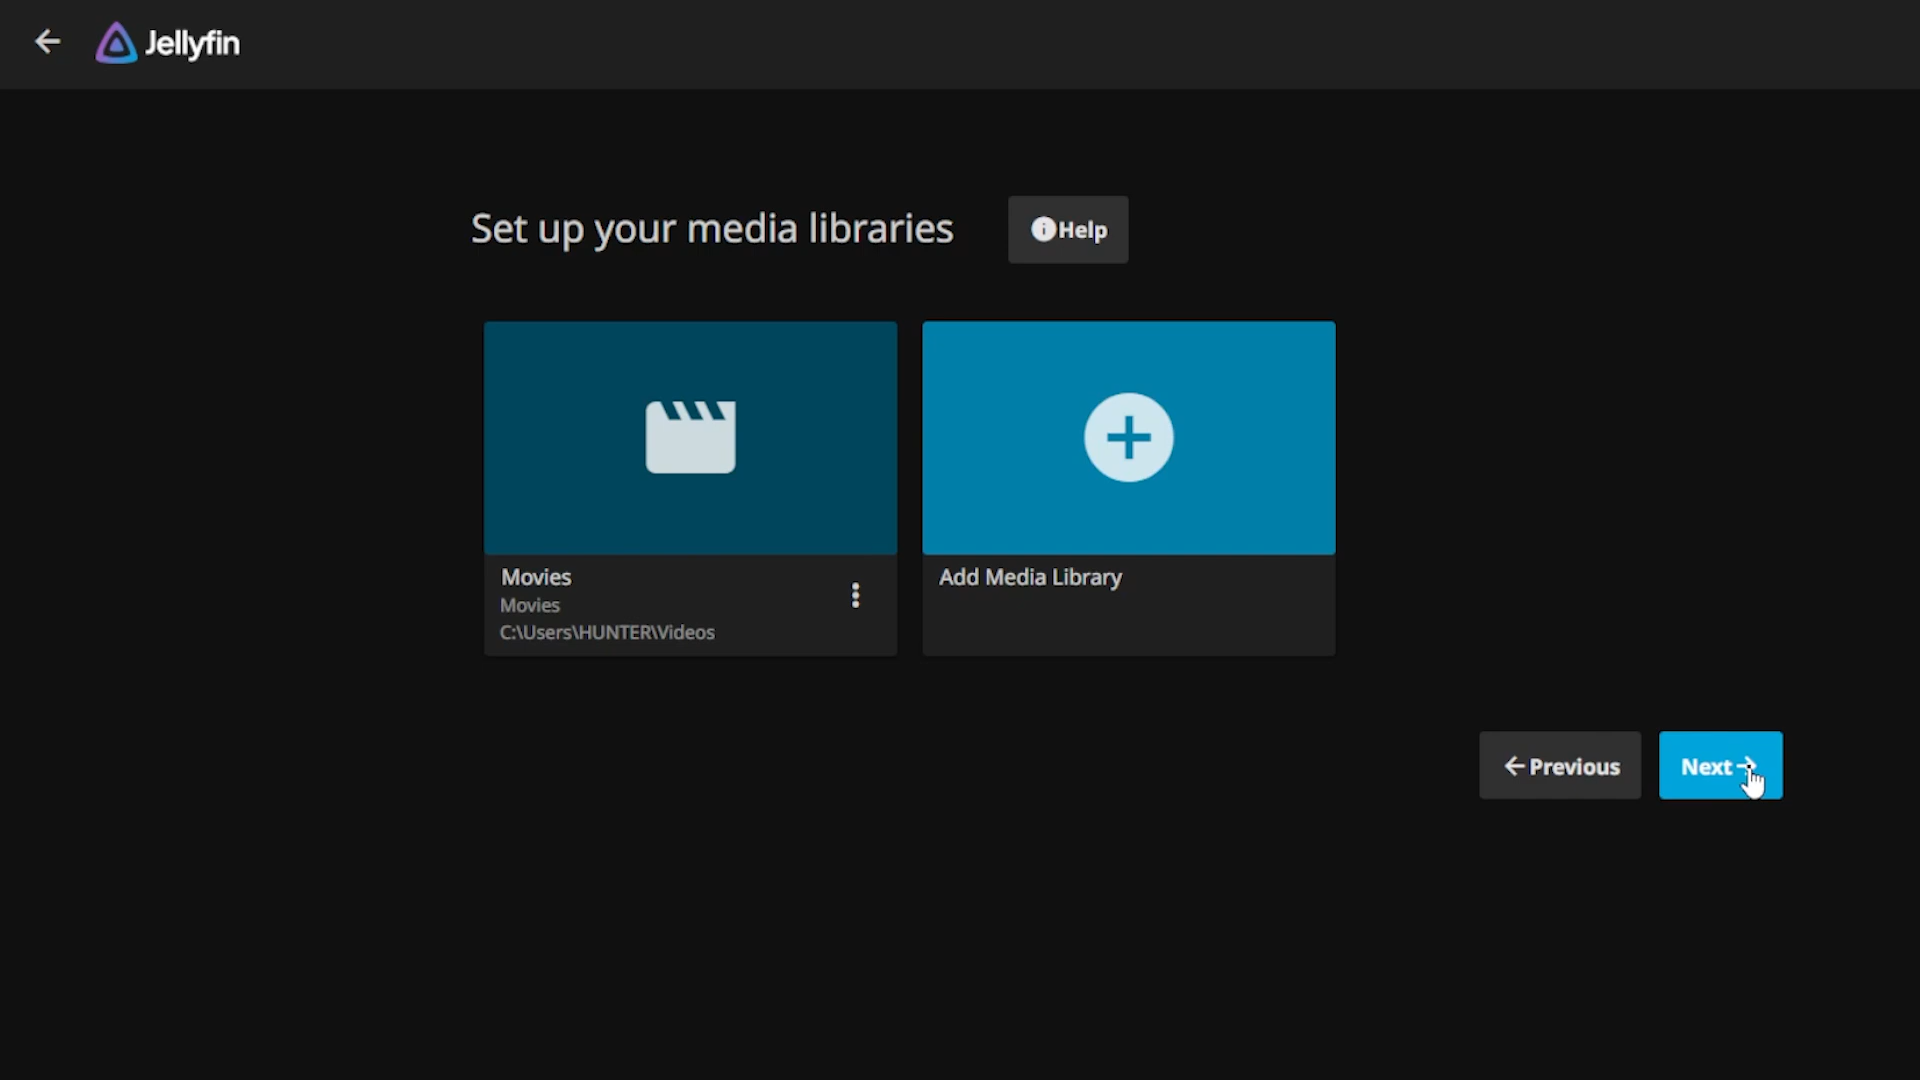 Jellyfin
Set up your media libraries
Help
Movies
Movies
C:\Users\HUNTER\Videos
Add Media Library
Previous
Next